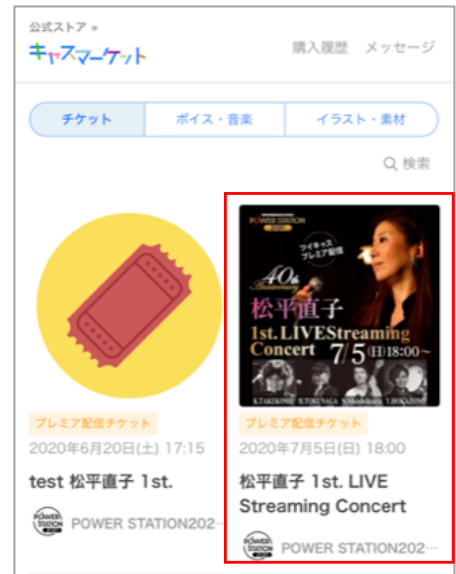 公式ストア »
キャスマーケット
購入履歴 メッセージ
チケット
ボイス・音楽
イラスト・素材
検索
POWER STATION
ツイキャス
プレミア配信
40th
Anniversary
松平直子
1st.LIVEStreaming
Concert 7/5(日)18:00~
プレミア配信チケット
2020年6月20日(土) 17:15
test 松平直子 1st.
POWER STATION202…
プレミア配信チケット
2020年7月5日(日) 18:00
松平直子 1st. LIVE
Streaming Concert
POWER STATION202…